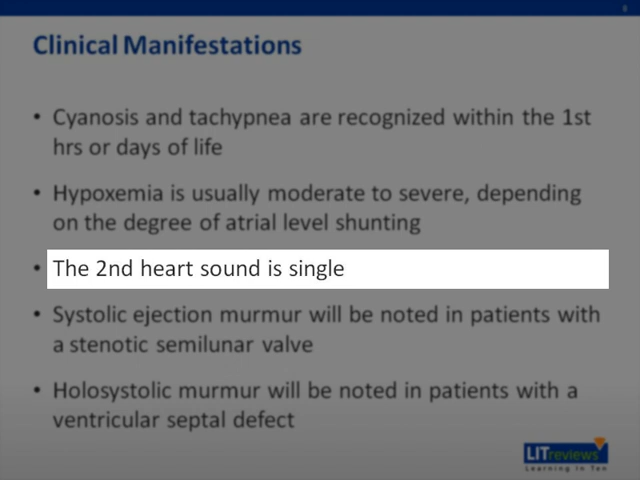 8
Clinical Manifestations
• Cyanosis and tachypnea are recognized within the 1st
hrs or days of life
• Hypoxemia is usually moderate to severe, depending
on the degree of atrial level shunting
• The 2nd heart sound is single
• Systolic ejection murmur will be noted in patients with
a stenotic semilunar valve
• Holosystolic murmur will be noted in patients with a
ventricular septal defect
LITreviews
Learning In Ten